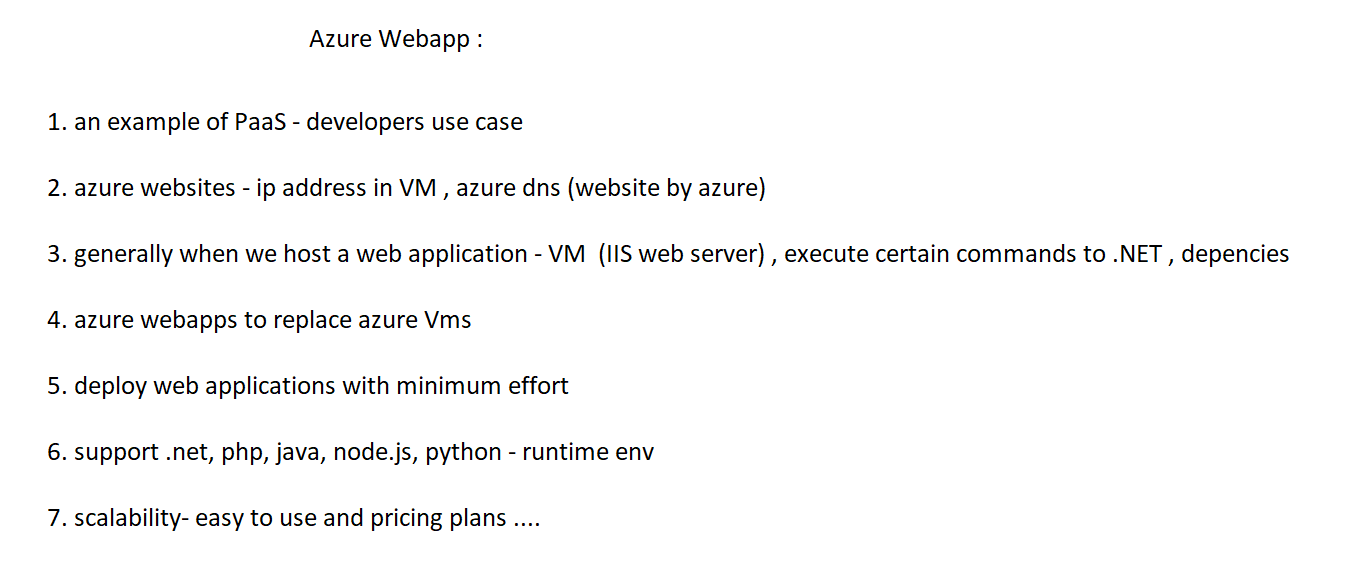 Azure Webapp :
1. an example of PaaS - developers use case
2. azure websites - ip address in VM , azure dns (website by azure)
3. generally when we host a web application - VM  (IIS web server) , execute certain commands to .NET , depencies
4. azure webapps to replace azure Vms
5. deploy web applications with minimum effort
6. support .net, php, java, node.js, python - runtime env
7. scalability- easy to use and pricing plans ....